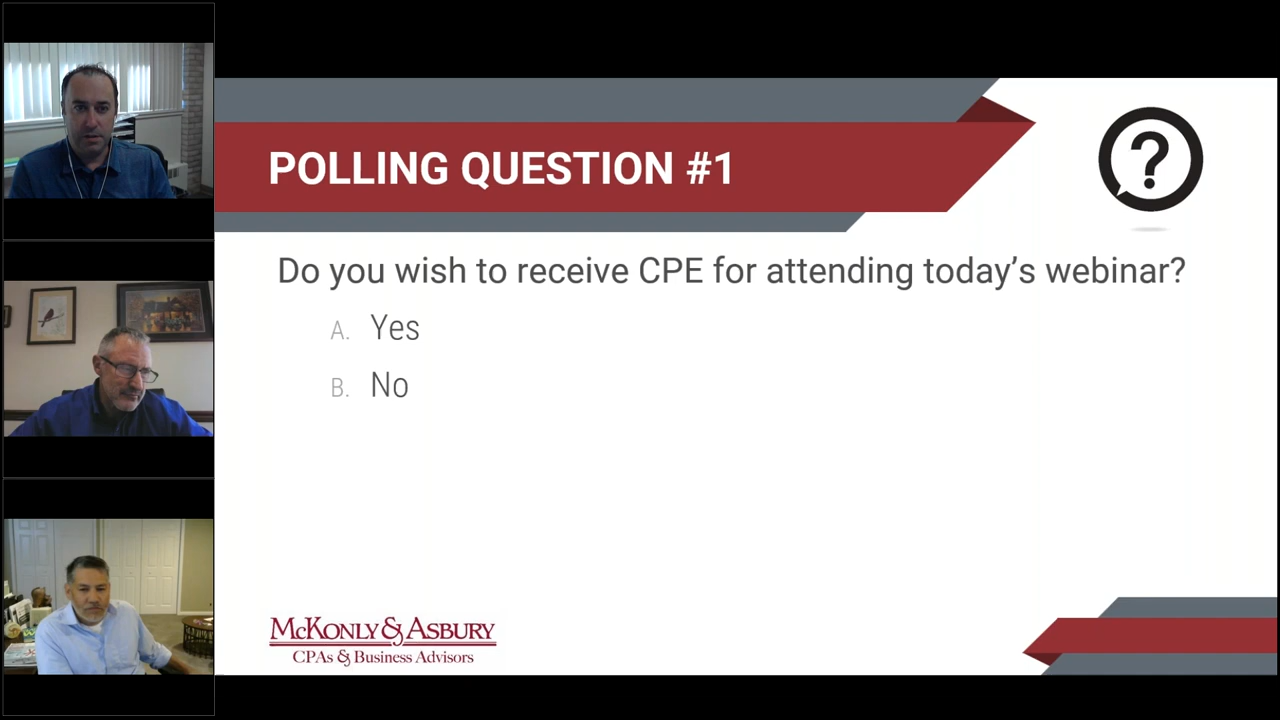 POLLING QUESTION #1
?
Do you wish to receive CPE for attending today's webinar?
A. Yes
B. No
McKonly & Asbury
CPAs & Business Advisors